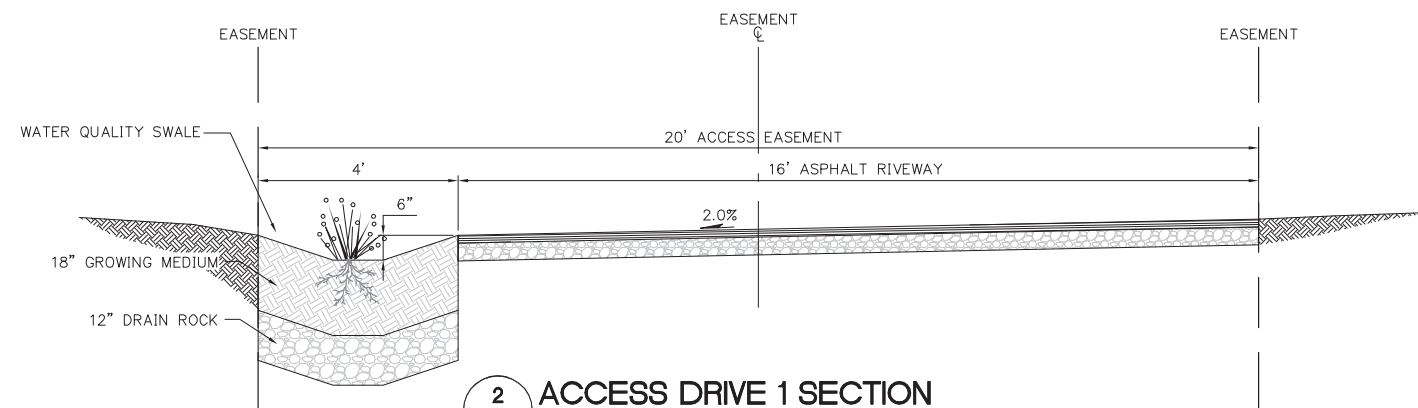 EASEMENT
EASEMENT
℄
EASEMENT
WATER QUALITY SWALE
20' ACCESS EASEMENT
4'
16' ASPHALT RIVEWAY
6"
2.0%
18" GROWING MEDIUM
12" DRAIN ROCK
2
ACCESS DRIVE 1 SECTION